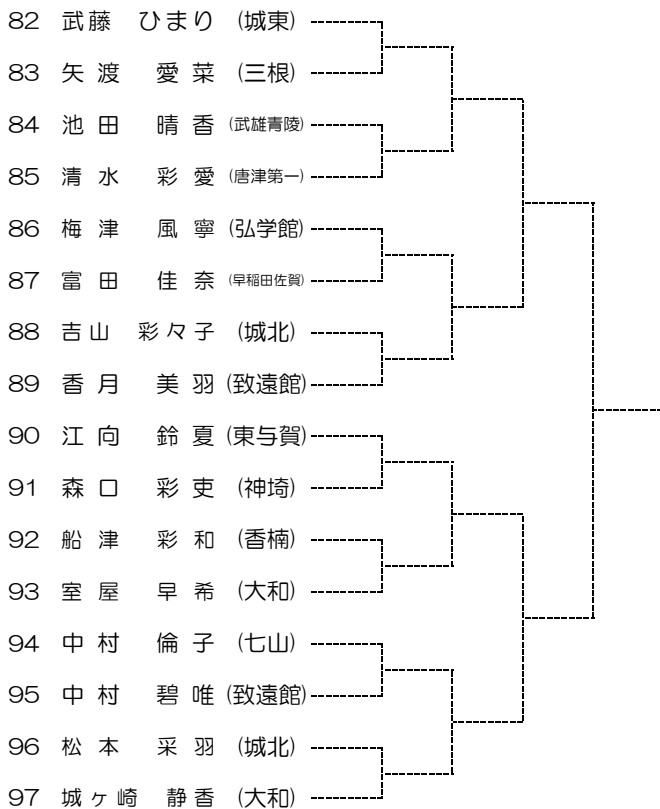 82 武藤 ひまり (城東)
83 矢渡 愛菜 (三根)
84 池田 晴香 (武雄青陵)
85 清水 彩愛 (唐津第一)
86 梅津 風寧 (弘学館)
87 富田 佳奈 (早稲田佐賀)
88 吉山 彩々子 (城北)
89 香月 美羽 (致遠館)
90 江向 鈴夏 (東与賀)
91 森口 彩吏 (神埼)
92 船津 彩和 (香楠)
93 室屋 早希 (大和)
94 中村 倫子 (七山)
95 中村 碧唯 (致遠館)
96 松本 采羽 (城北)
97 城ヶ崎 静香 (大和)